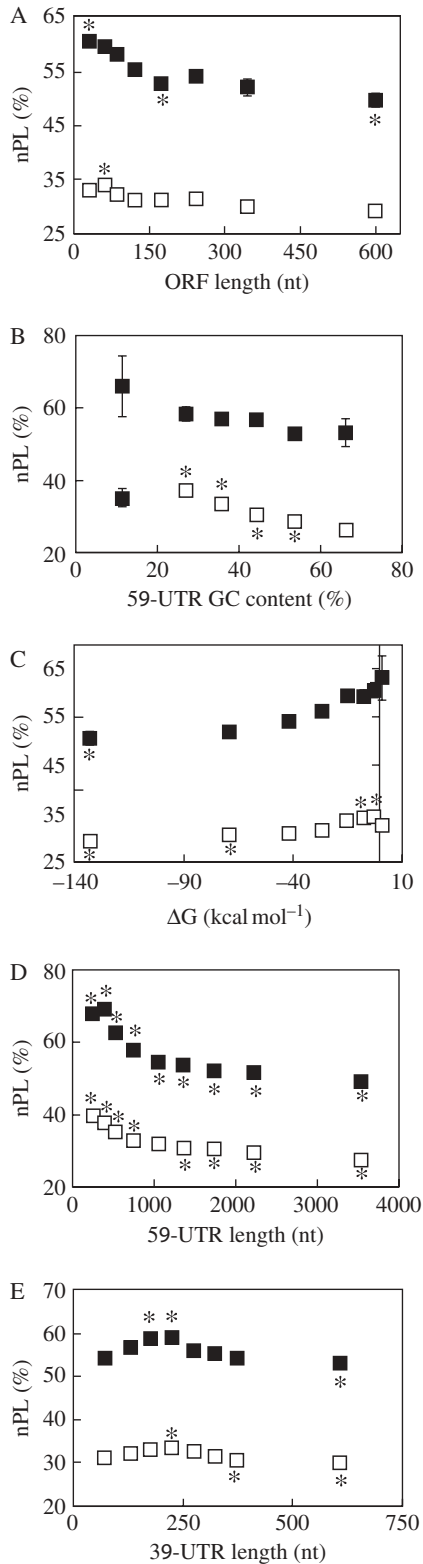 A
65
55
45
35
25
nPL (%)
* * * *
0 150 300 450 600
ORF length (nt)
B
80
60
40
20
nPL (%)
* * * *
0 20 40 60 80
59-UTR GC content (%)
C
65
55
45
35
25
nPL (%)
* * * * *
−140 −90 −40 10
ΔG (kcal mol−1)
D
80
60
40
20
nPL (%)
* * * * * * * * *
* * * * * * * *
0 1000 2000 3000 4000
59-UTR length (nt)
E
70
60
50
40
30
20
nPL (%)
* * *
* * *
0 250 500 750
39-UTR length (nt)